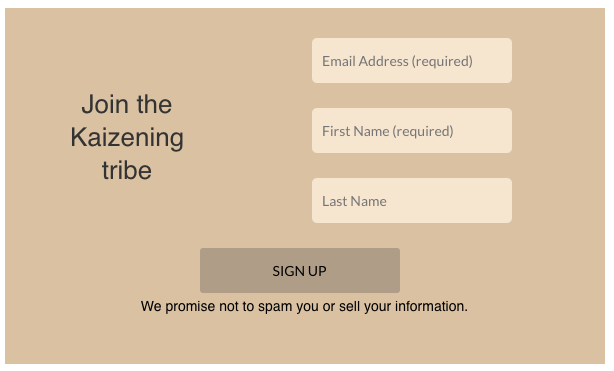 Join the
Kaizening
tribe
Email Address (required)
First Name (required)
Last Name
SIGN UP
We promise not to spam you or sell your information.